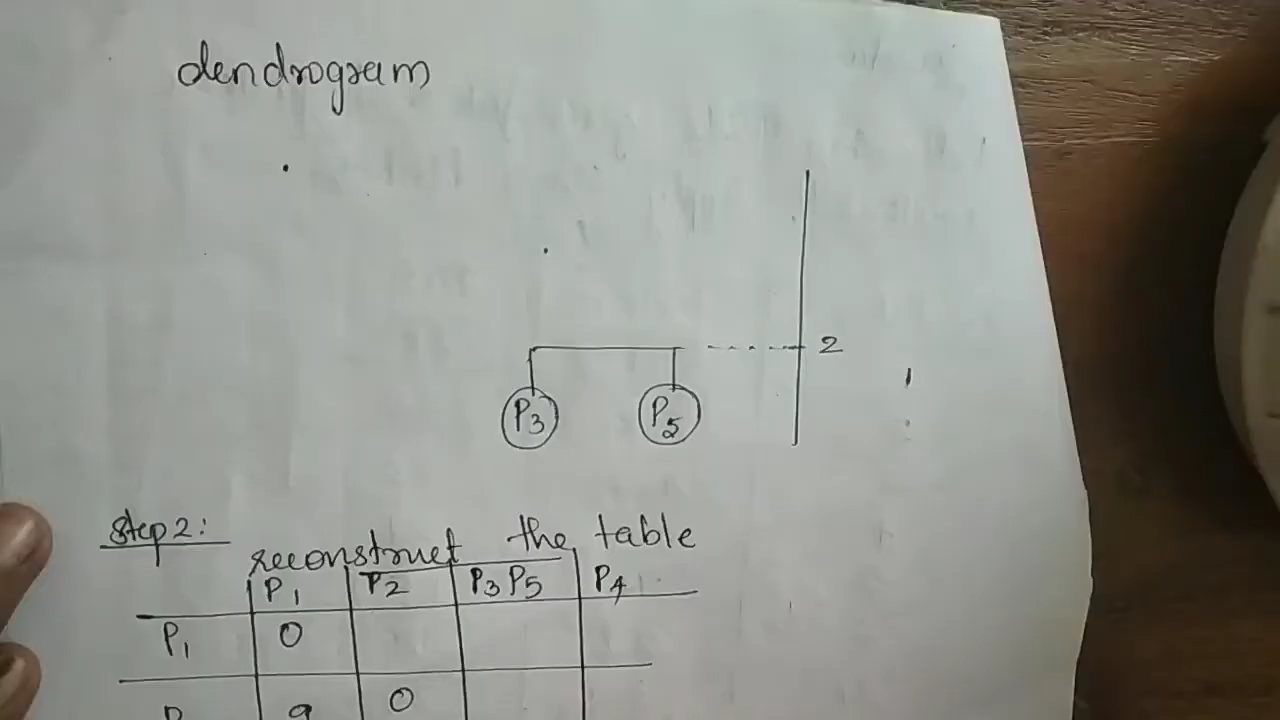 dendrogram
2
P3 P5
step 2:
reconstruct the table
P1 P2 P3 P5 P4
P1 0
9 0